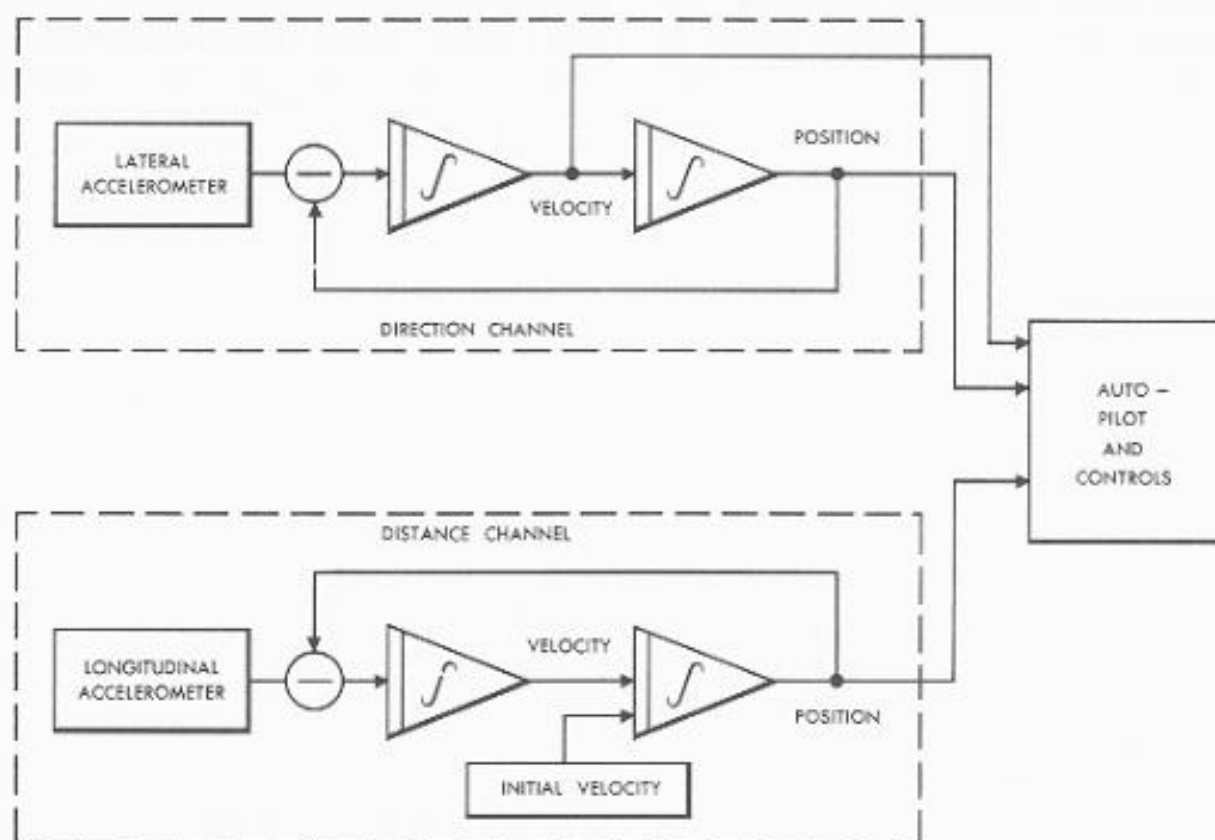 LATERAL
ACCELEROMETER
∫
VELOCITY
∫
POSITION
DIRECTION CHANNEL
AUTO –
PILOT
AND
CONTROLS
DISTANCE CHANNEL
LONGITUDINAL
ACCELEROMETER
∫
VELOCITY
∫
POSITION
INITIAL VELOCITY